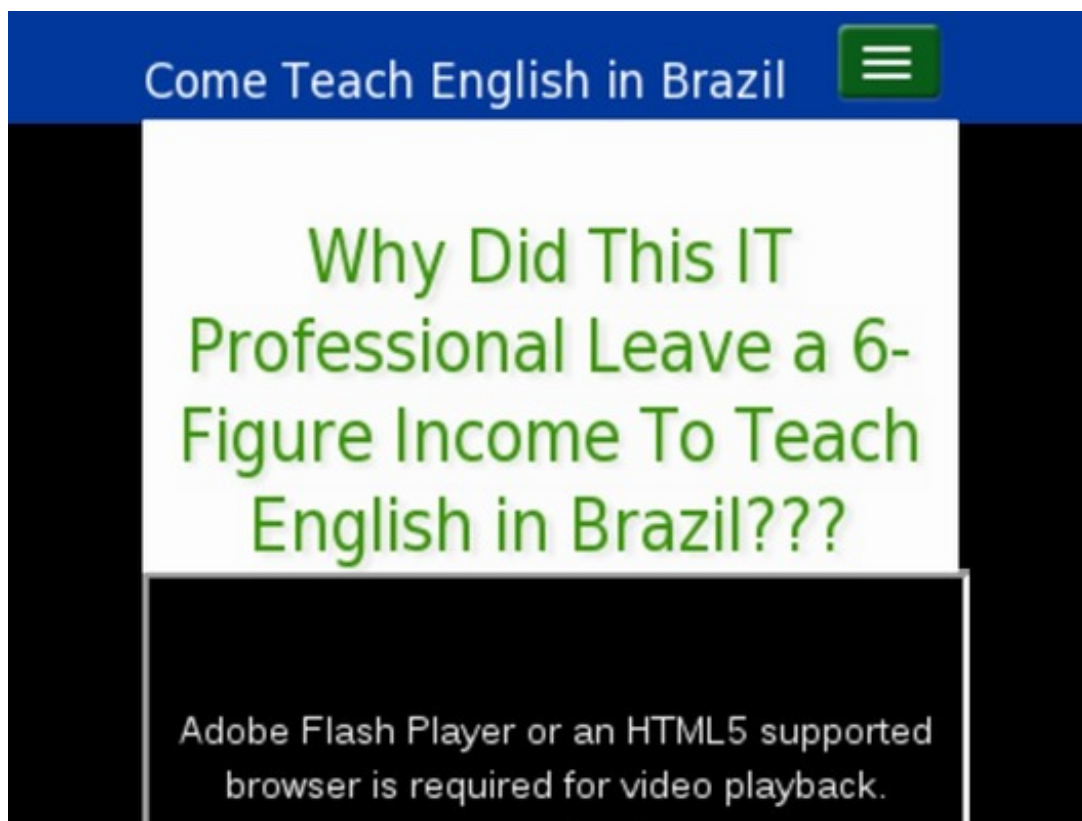 Come Teach English in Brazil
Why Did This IT
Professional Leave a 6-
Figure Income To Teach
English in Brazil???
Adobe Flash Player or an HTML5 supported
browser is required for video playback.